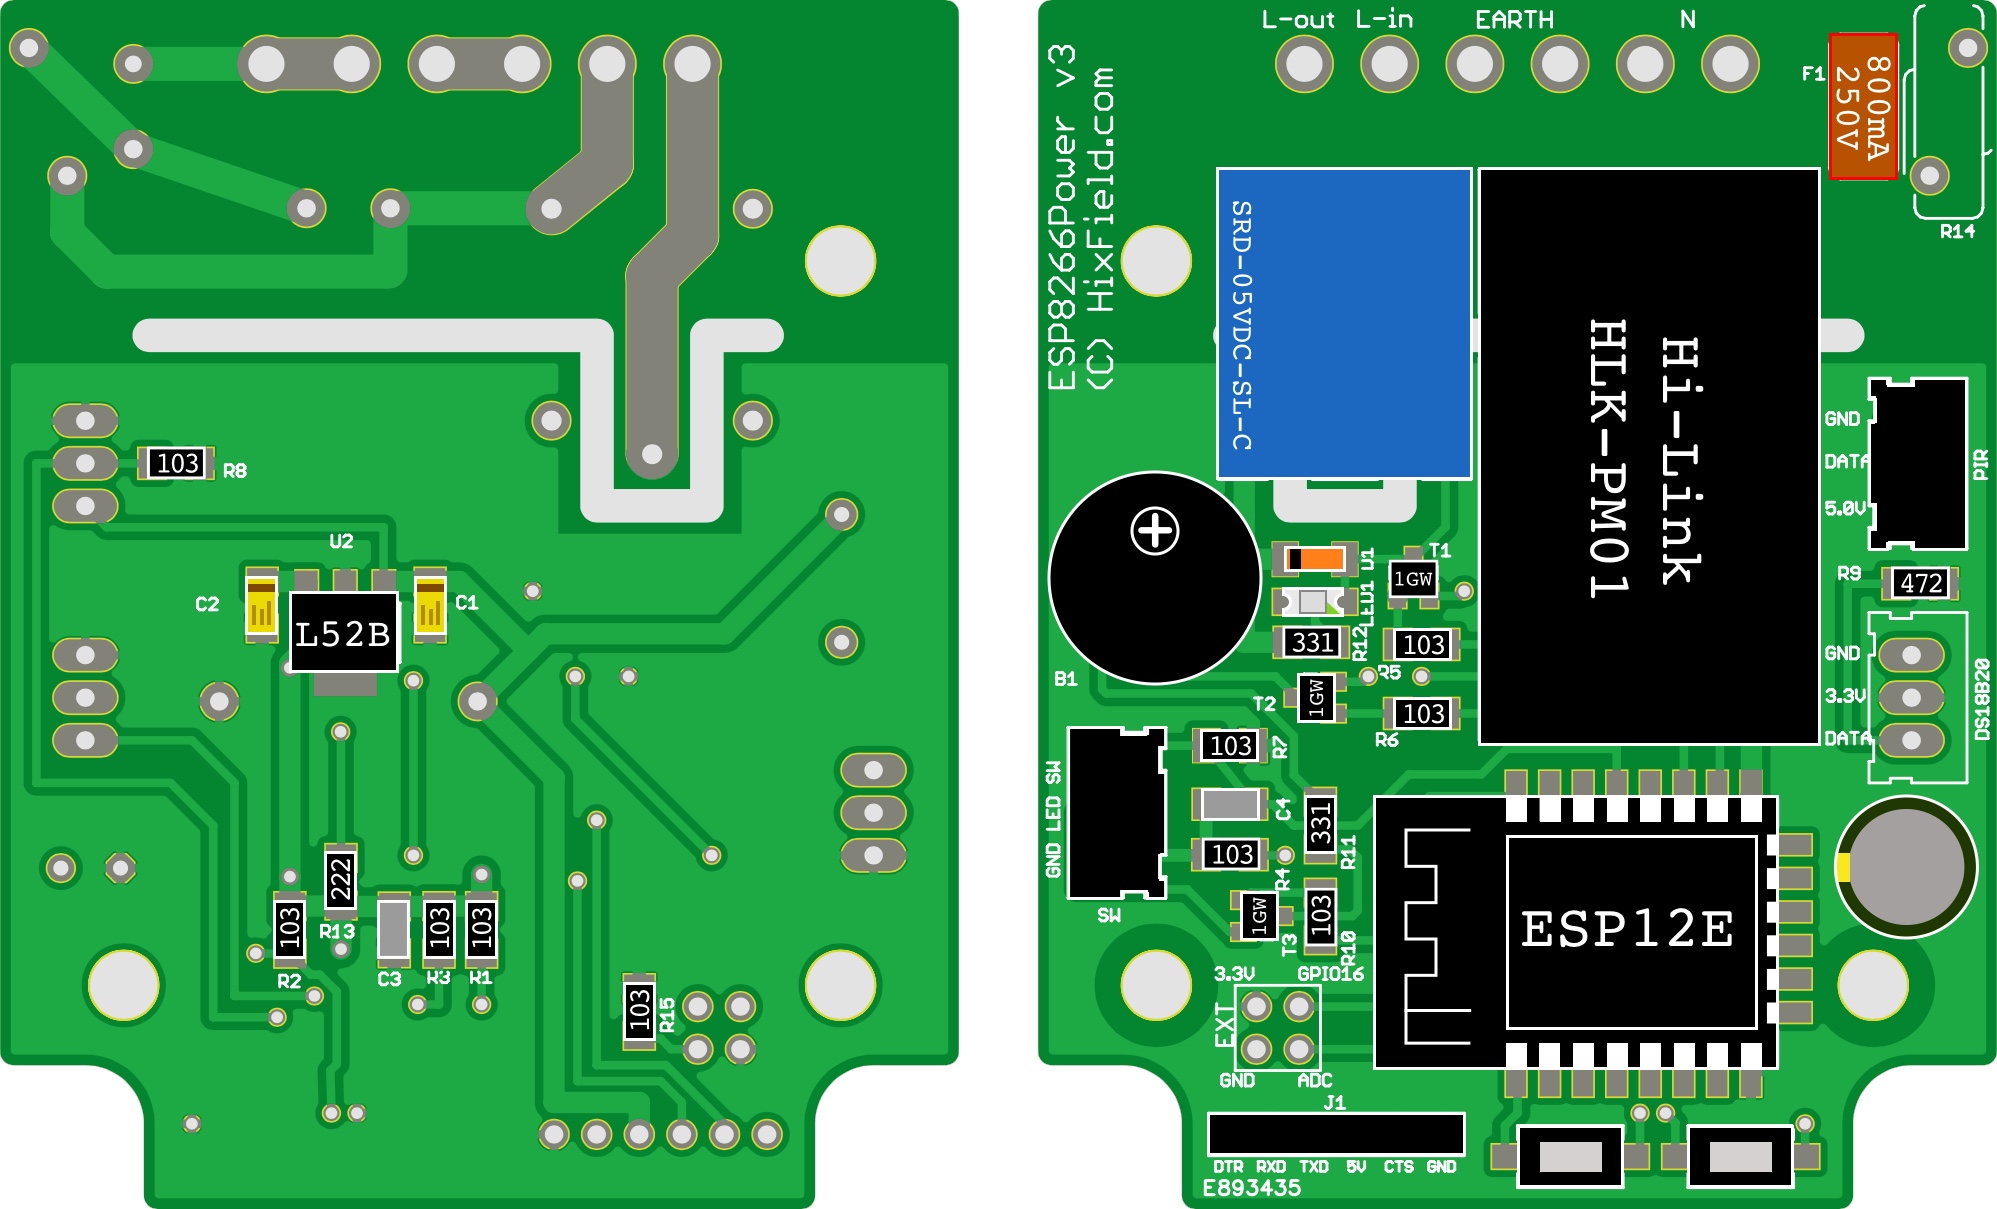 103
R8
U2
C2
L52B
C1
222
103
R13
103
103
R2
C3
R3
R1
103
R15
L-out
L-in
EARTH
N
ESP8266Power v3
(C) HixField.com
F1
800mA
250V
R14
SRD-05VDC-SL-C
Hi-Link
HLK-PM01
GND
DATA
5.0V
PIR
R9
472
GND
3.3V
DATA
DS18B20
B1
D1
T1
1GW
LED1
331
R12
103
R5
T2
1GW
103
R6
103
R7
GND LED SW
SW
C4
331
R11
103
R4
1GW
T3
103
R10
ESP12E
3.3V
GPIO16
EXT
GND
ADC
J1
DTR RXD TXD 5V CTS GND
E893435